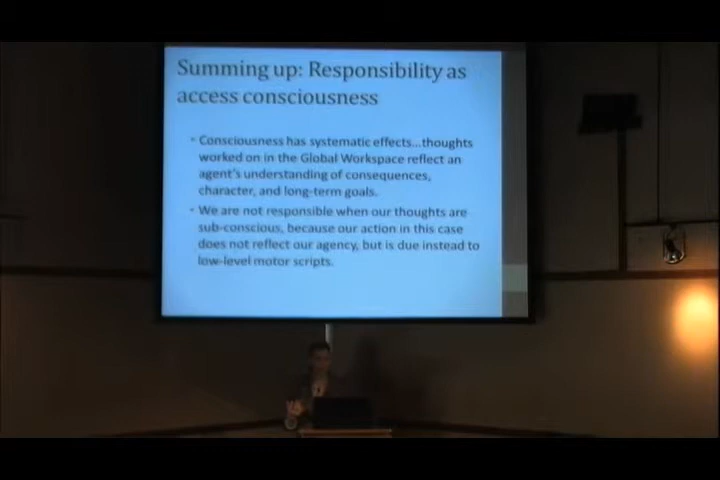 Summing up: Responsibility as
access consciousness
• Consciousness has systematic effects...thoughts
worked on in the Global Workspace reflect an
agent's understanding of consequences,
character, and long-term goals.
• We are not responsible when our thoughts are
sub-conscious, because our action in this case
does not reflect our agency, but is due instead to
low-level motor scripts.